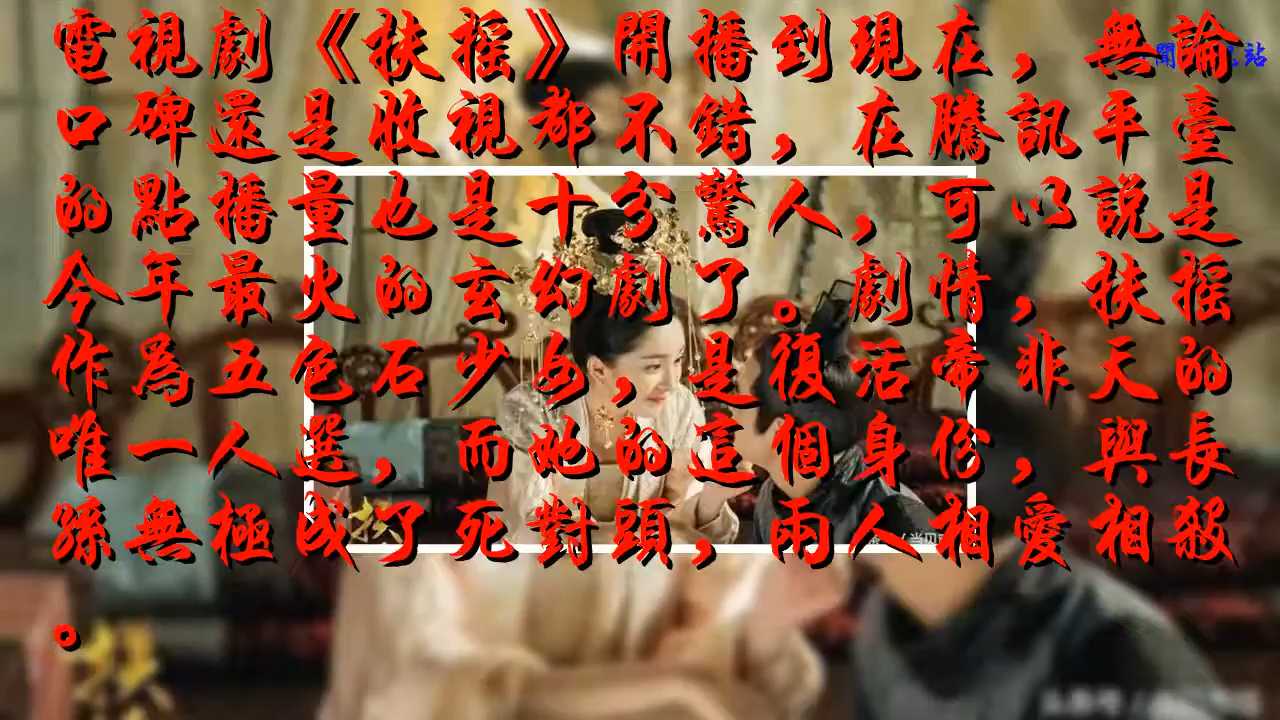 電視劇《扶摇》開播到現在，無論
口碑還是收視都不錯，在騰訊平臺
的點播量也是十分驚人，可以説是
今年最火的玄幻劇了。劇情，扶摇
作爲五色石少女，是復活帝非天的
唯一人選，而她的這個身份，與長
孫無極成了死對頭，兩人相愛相殺
。